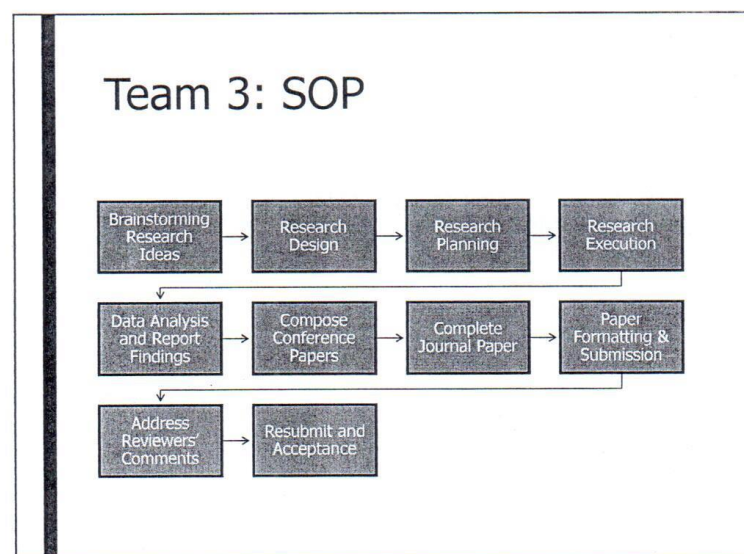 Team 3: SOP
Brainstorming
Research
Ideas
Research
Design
Research
Planning
Research
Execution
Data Analysis
and Report
Findings
Compose
Conference
Papers
Complete
Journal Paper
Paper
Formatting &
Submission
Address
Reviewers'
Comments
Resubmit and
Acceptance